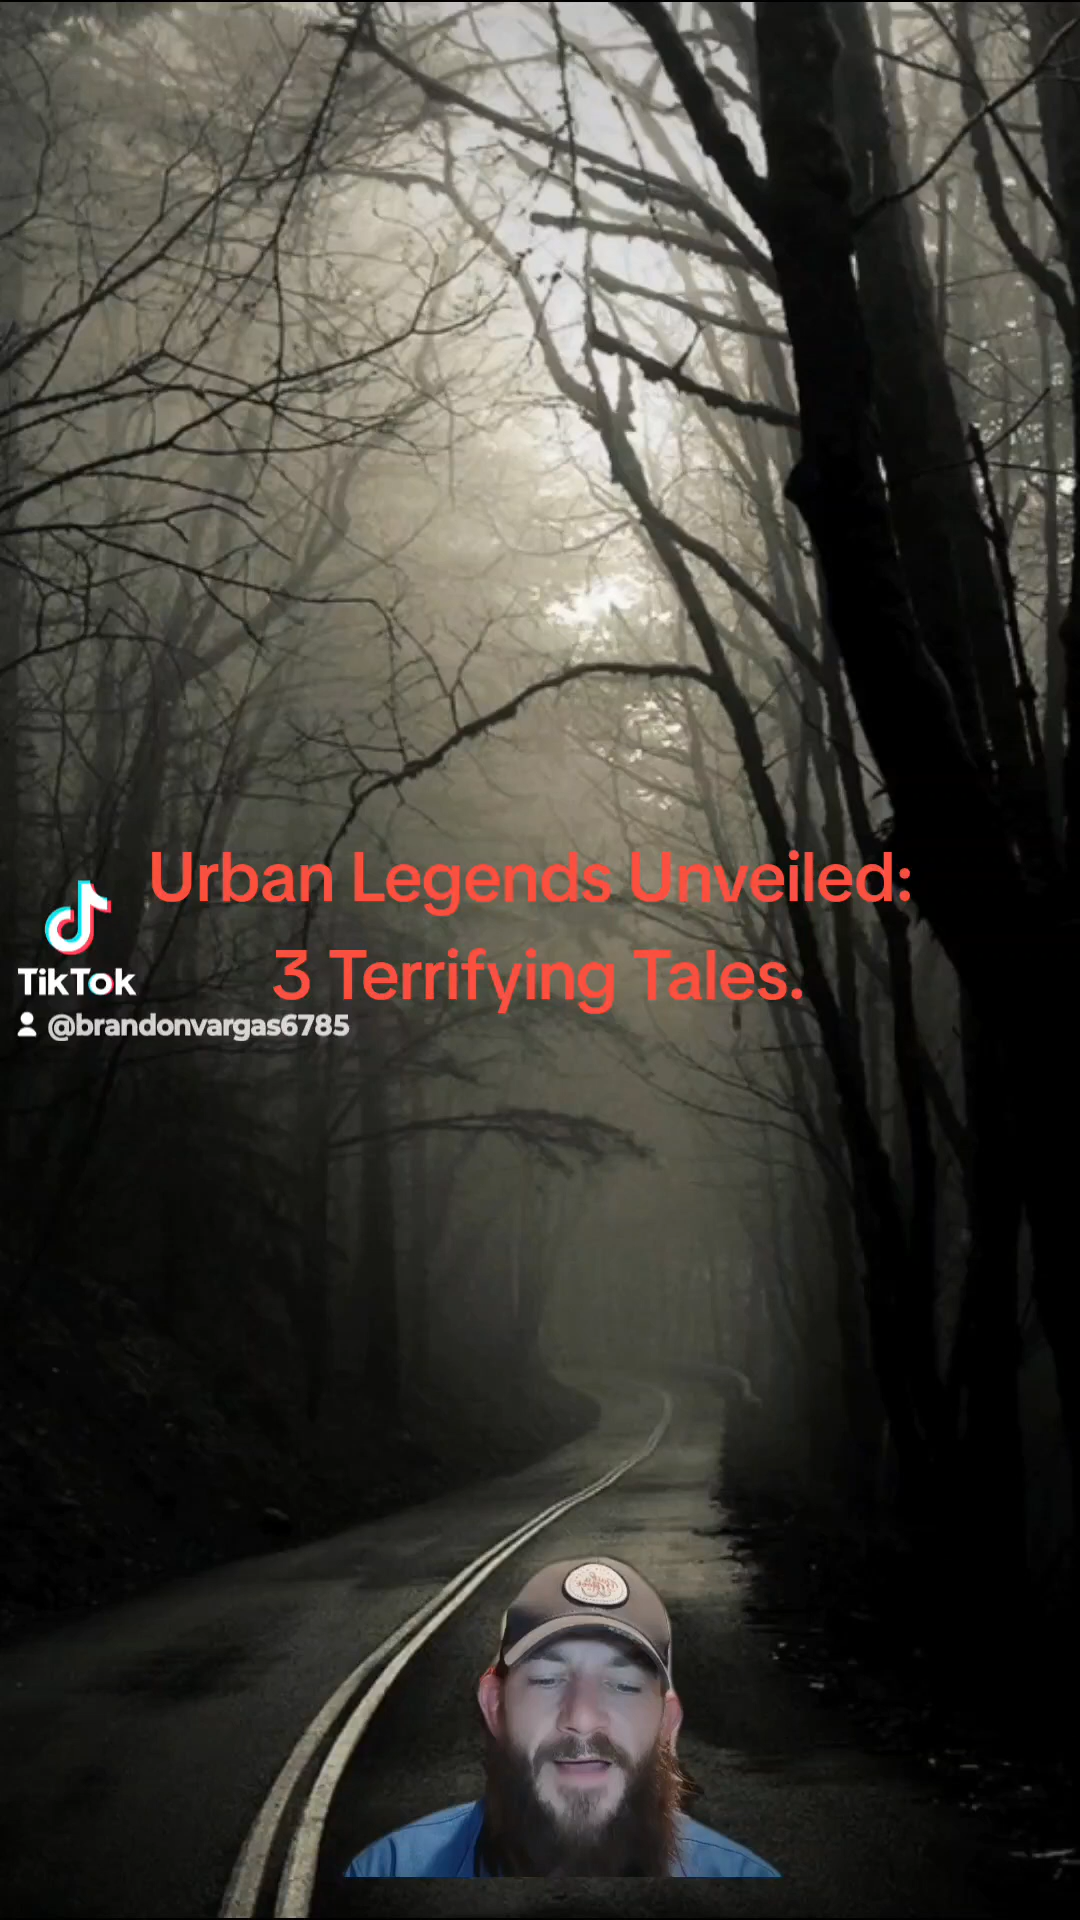 Urban Legends Unveiled:
3 Terrifying Tales.
TikTok
@brandonvargas6785